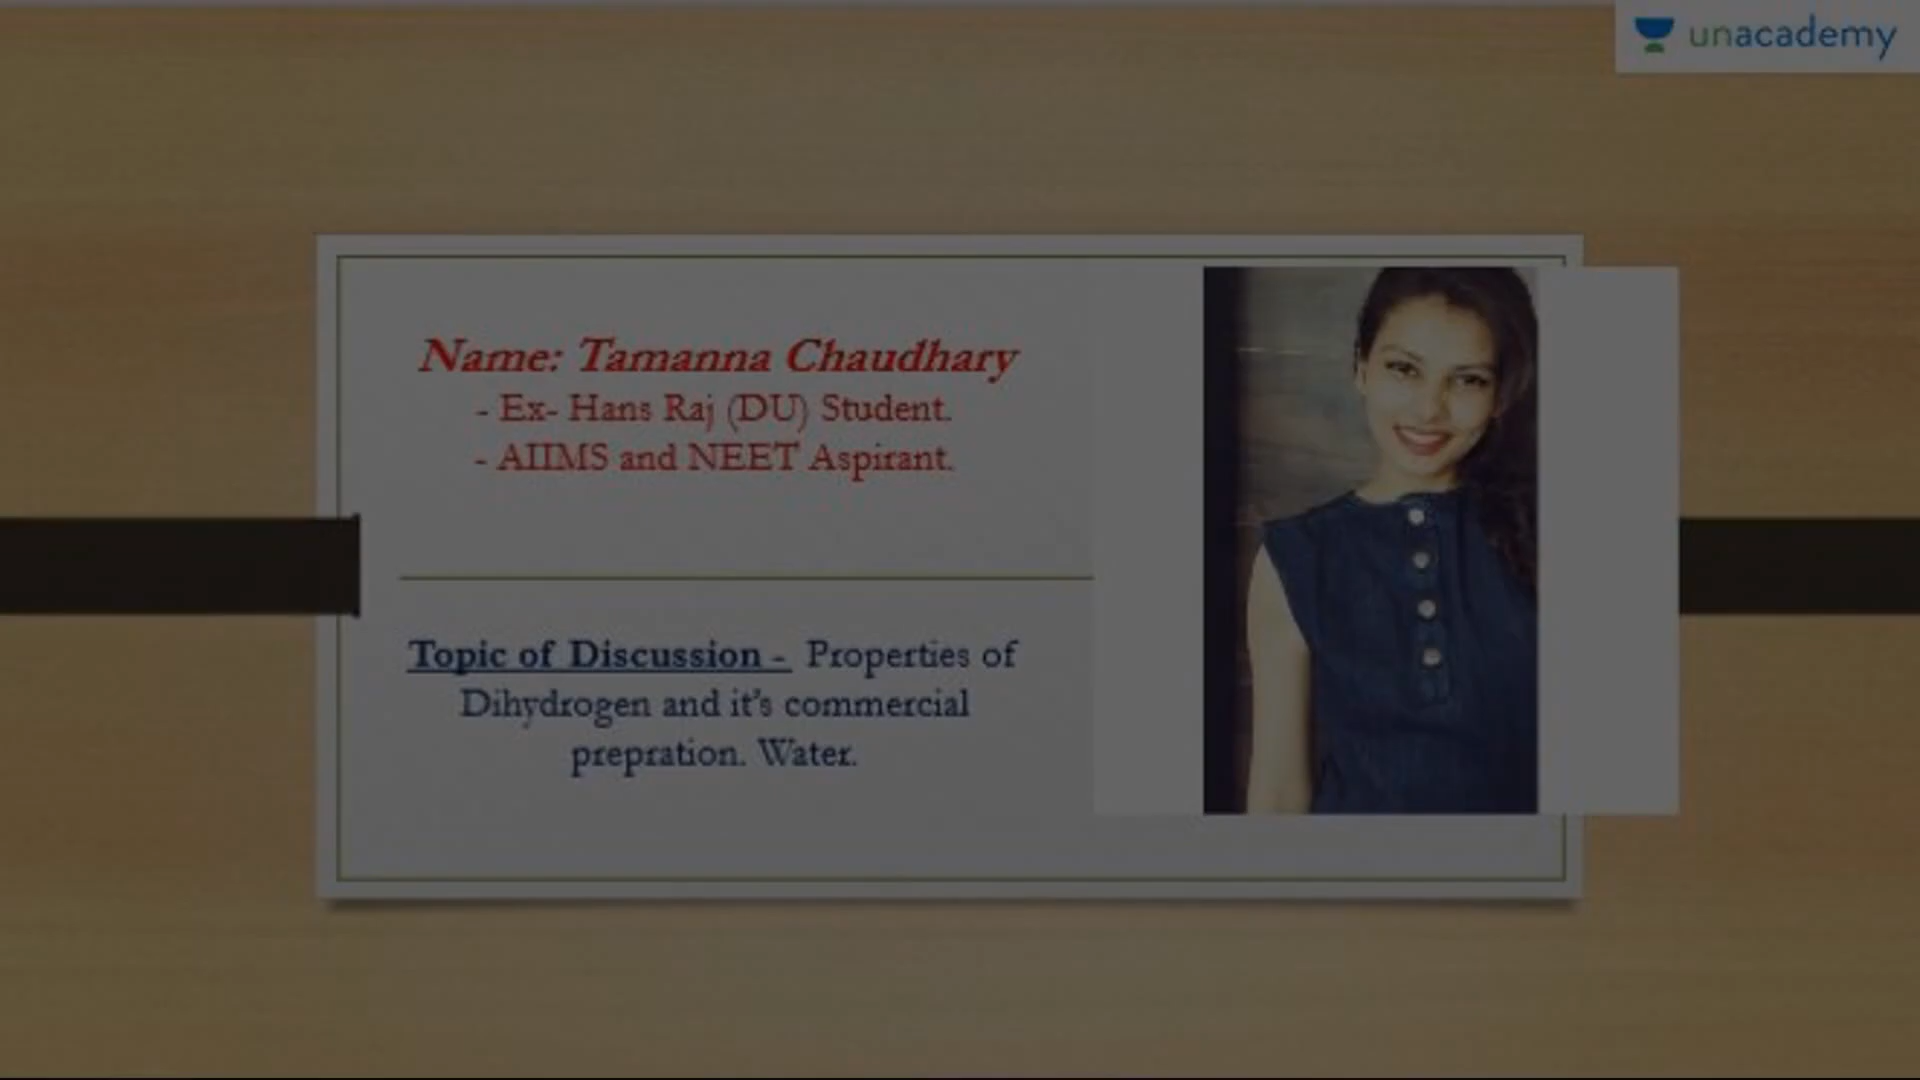 unacademy
Name: Tamanna Chaudhary
- Ex- Hans Raj (DU) Student.
- AIIMS and NEET Aspirant.
Topic of Discussion - Properties of
Dihydrogen and it's commercial
prepration. Water.